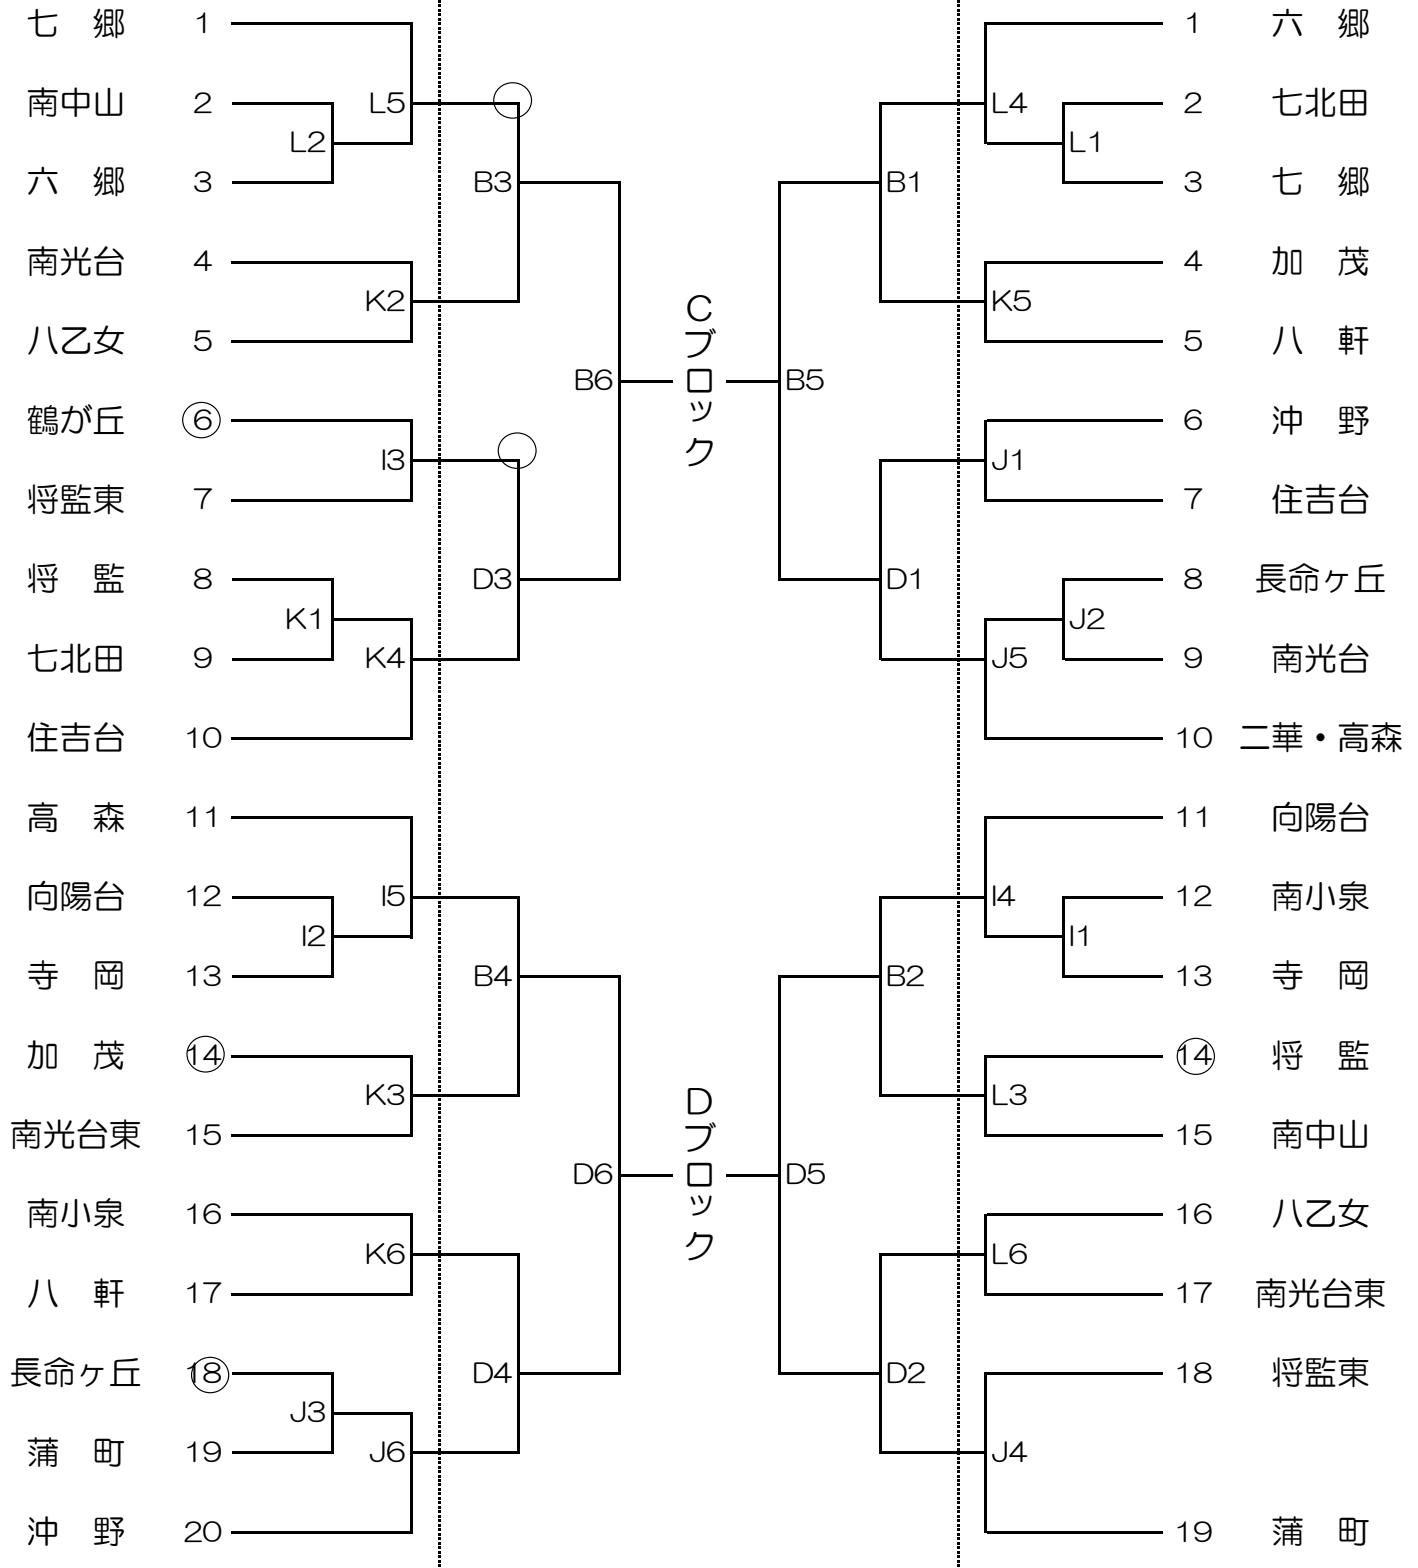 七　郷　1
南中山　2
六　郷　3
南光台　4
八乙女　5
鶴が丘　6
将監東　7
将　監　8
七北田　9
住吉台　10
高　森　11
向陽台　12
寺　岡　13
加　茂　14
南光台東　15
南小泉　16
八　軒　17
長命ヶ丘　18
蒲　町　19
沖　野　20
L5
L2
K2
I3
K1
K4
I5
I2
K3
K6
J3
J6
B3
D3
B4
D4
B6
D6
Cブロック
Dブロック
B5
D5
B1
D1
B2
D2
L4
L1
K5
J1
J2
J5
I4
I1
L3
L6
J4
1　六　郷
2　七北田
3　七　郷
4　加　茂
5　八　軒
6　沖　野
7　住吉台
8　長命ヶ丘
9　南光台
10　二華・高森
11　向陽台
12　南小泉
13　寺　岡
14　将　監
15　南中山
16　八乙女
17　南光台東
18　将監東
19　蒲　町